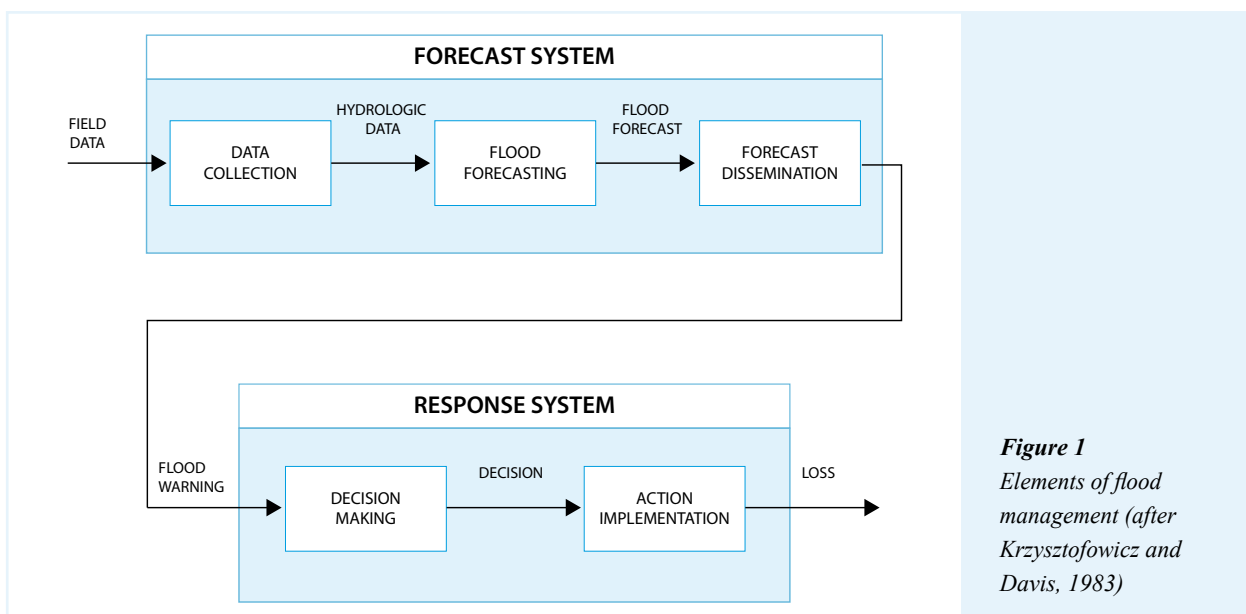 FORECAST SYSTEM
FIELD
DATA
DATA
COLLECTION
HYDROLOGIC
DATA
FLOOD
FORECASTING
FLOOD
FORECAST
FORECAST
DISSEMINATION
RESPONSE SYSTEM
FLOOD
WARNING
DECISION
MAKING
DECISION
ACTION
IMPLEMENTATION
LOSS
Figure 1
Elements of flood
management (after
Krzysztofowicz and
Davis, 1983)